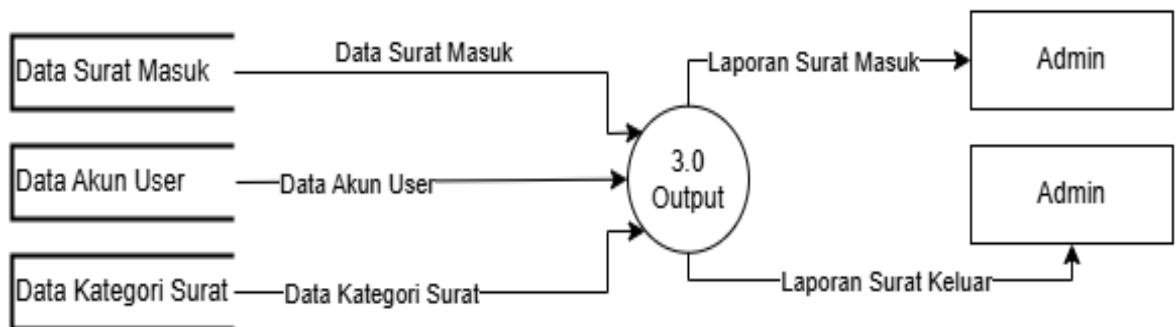 Data Surat Masuk
Data Surat Masuk
Laporan Surat Masuk
Admin
Data Akun User
Data Akun User
3.0
Output
Admin
Data Kategori Surat
Data Kategori Surat
Laporan Surat Keluar